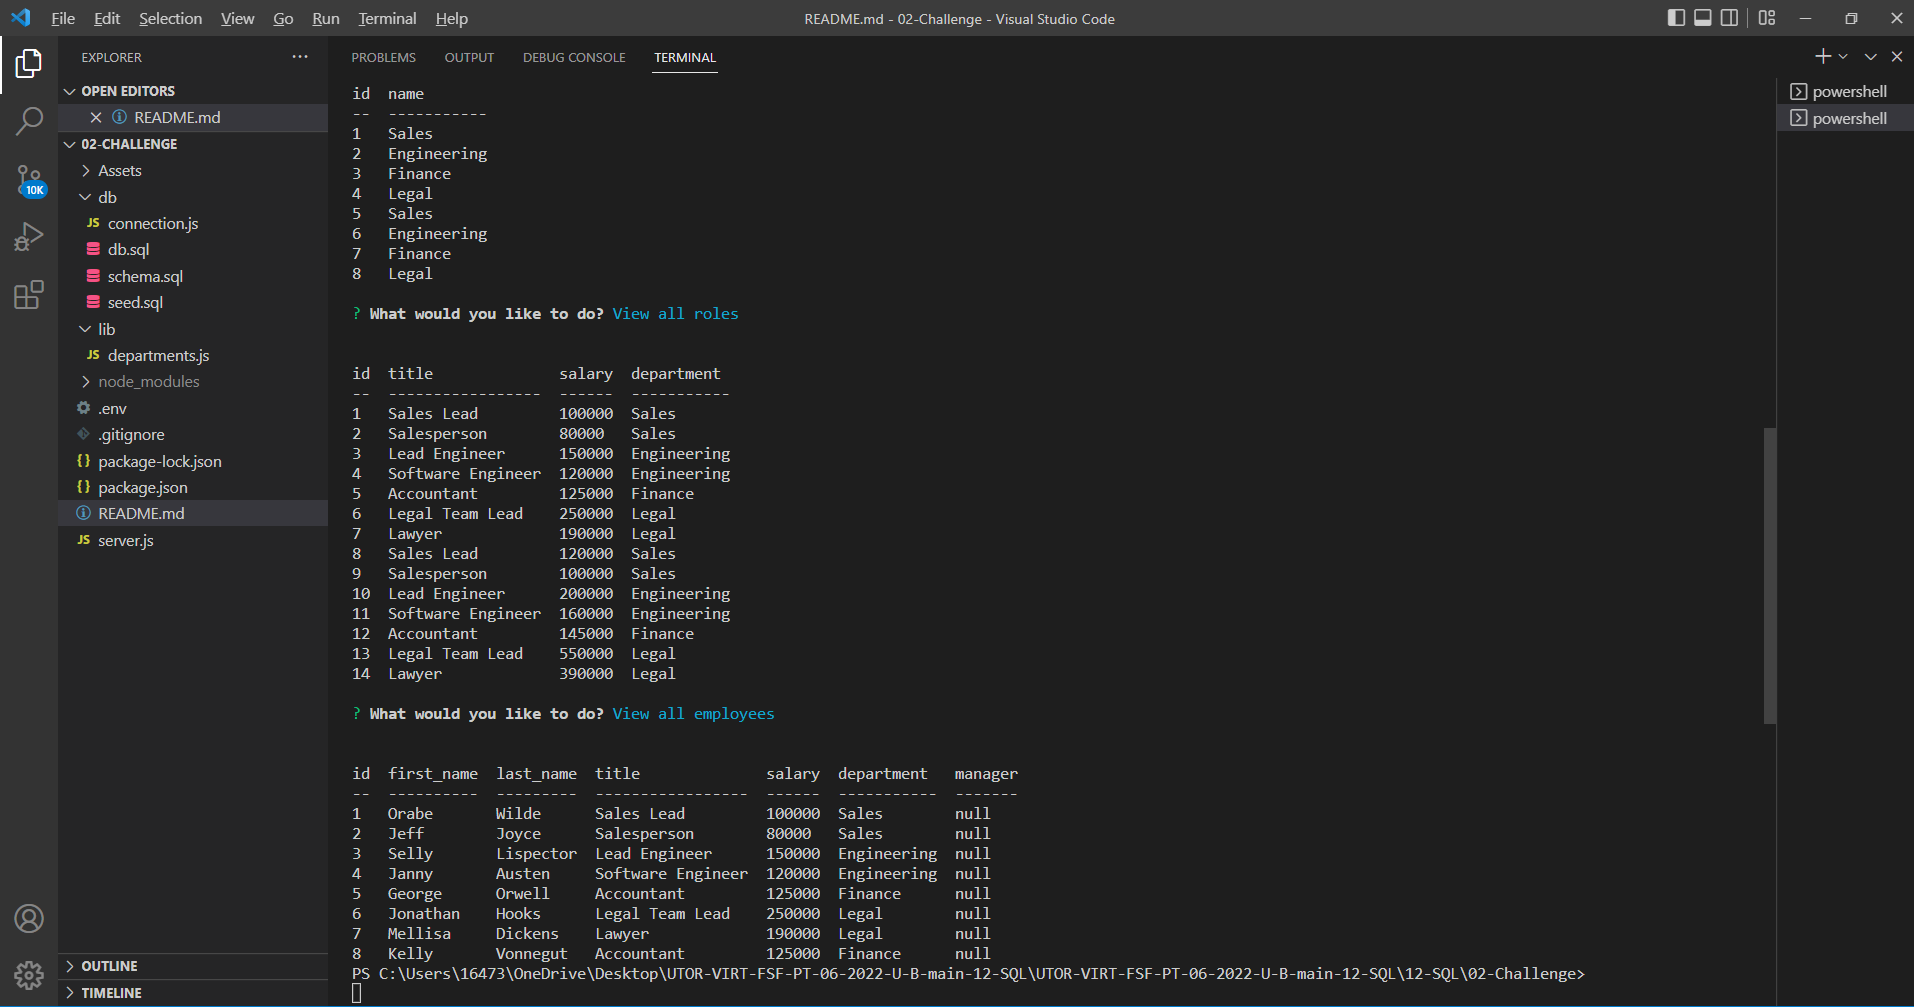 File Edit Selection View Go Run Terminal Help
README.md - 02-Challenge - Visual Studio Code
EXPLORER
OPEN EDITORS
README.md
02-CHALLENGE
Assets
db
JS connection.js
db.sql
schema.sql
seed.sql
lib
JS departments.js
node_modules
.env
.gitignore
{} package-lock.json
{} package.json
README.md
JS server.js
OUTLINE
TIMELINE
10K
PROBLEMS OUTPUT DEBUG CONSOLE TERMINAL
id name
-- -----------
1 Sales
2 Engineering
3 Finance
4 Legal
5 Sales
6 Engineering
7 Finance
8 Legal
? What would you like to do? View all roles
id title salary department
-- ----------------- ------ -----------
1 Sales Lead 100000 Sales
2 Salesperson 80000 Sales
3 Lead Engineer 150000 Engineering
4 Software Engineer 120000 Engineering
5 Accountant 125000 Finance
6 Legal Team Lead 250000 Legal
7 Lawyer 190000 Legal
8 Sales Lead 120000 Sales
9 Salesperson 100000 Sales
10 Lead Engineer 200000 Engineering
11 Software Engineer 160000 Engineering
12 Accountant 145000 Finance
13 Legal Team Lead 550000 Legal
14 Lawyer 390000 Legal
? What would you like to do? View all employees
id first_name last_name title salary department manager
-- ---------- --------- ----------------- ------ ----------- -------
1 Orabe Wilde Sales Lead 100000 Sales null
2 Jeff Joyce Salesperson 80000 Sales null
3 Selly Lispector Lead Engineer 150000 Engineering null
4 Janny Austen Software Engineer 120000 Engineering null
5 George Orwell Accountant 125000 Finance null
6 Jonathan Hooks Legal Team Lead 250000 Legal null
7 Mellisa Dickens Lawyer 190000 Legal null
8 Kelly Vonnegut Accountant 125000 Finance null
PS C:\Users\16473\OneDrive\Desktop\UTOR-VIRT-FSF-PT-06-2022-U-B-main-12-SQL\UTOR-VIRT-FSF-PT-06-2022-U-B-main-12-SQL\12-SQL\02-Challenge>
powershell
powershell